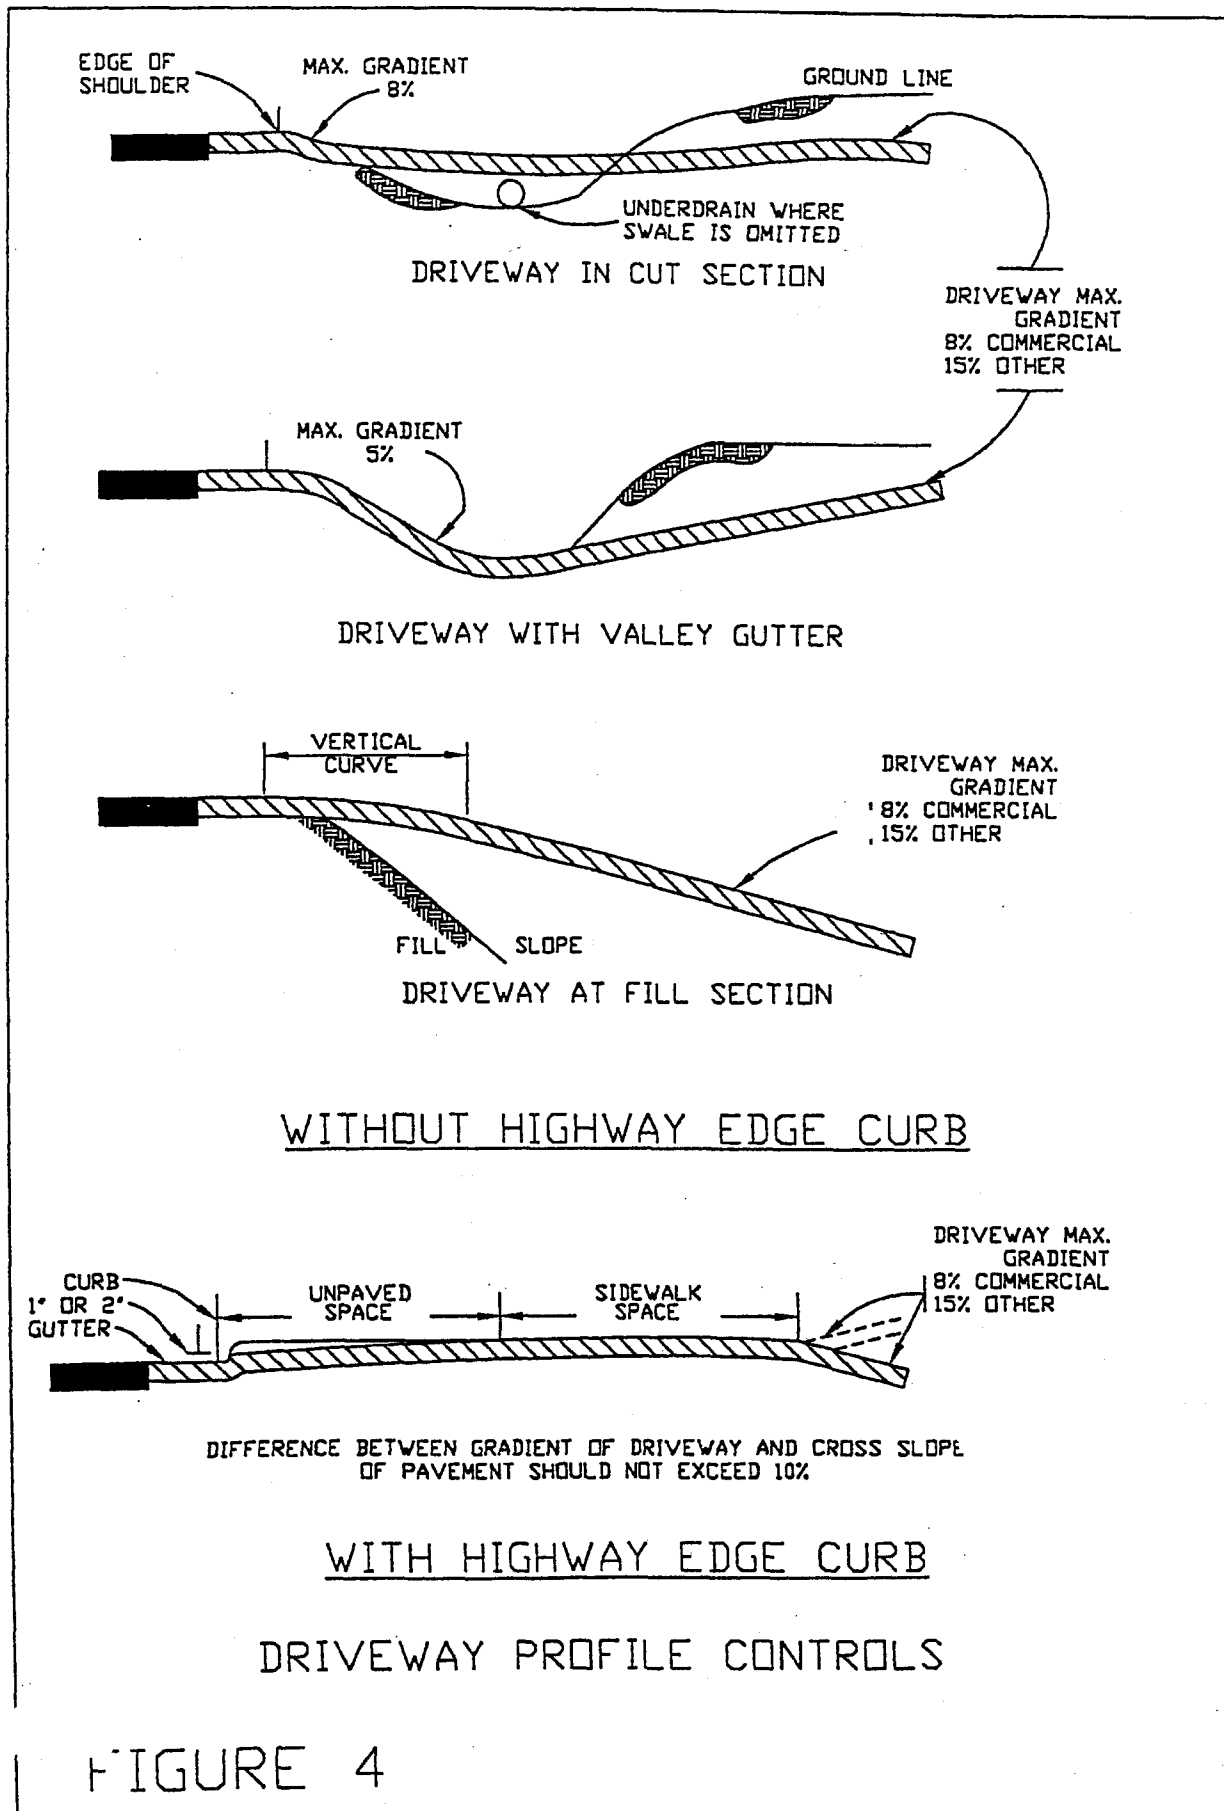 EDGE OF
SHOULDER
MAX. GRADIENT
8%
GROUND LINE
UNDERDRAIN WHERE
SWALE IS OMITTED
DRIVEWAY IN CUT SECTION
DRIVEWAY MAX.
GRADIENT
8% COMMERCIAL
15% OTHER
MAX. GRADIENT
5%
DRIVEWAY WITH VALLEY GUTTER
VERTICAL
CURVE
DRIVEWAY MAX.
GRADIENT
8% COMMERCIAL
15% OTHER
FILL SLOPE
DRIVEWAY AT FILL SECTION
WITHOUT HIGHWAY EDGE CURB
DRIVEWAY MAX.
GRADIENT
8% COMMERCIAL
15% OTHER
CURB
1" OR 2"
GUTTER
UNPAVED
SPACE
SIDEWALK
SPACE
DIFFERENCE BETWEEN GRADIENT OF DRIVEWAY AND CROSS SLOPE
OF PAVEMENT SHOULD NOT EXCEED 10%
WITH HIGHWAY EDGE CURB
DRIVEWAY PROFILE CONTROLS
FIGURE 4